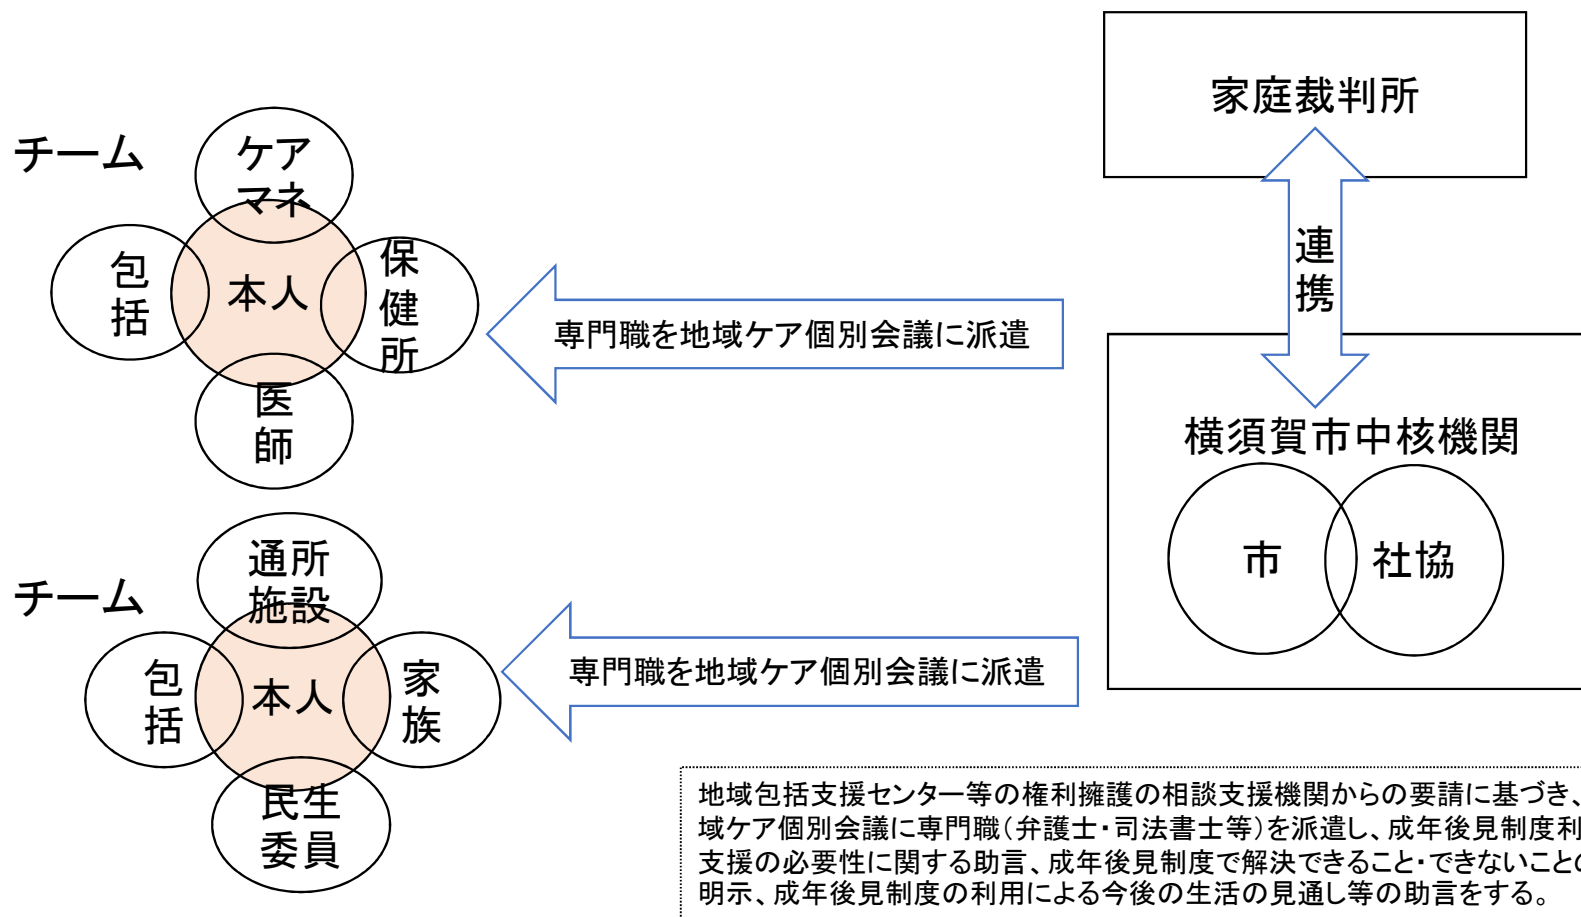 家庭裁判所
連携
横須賀市中核機関
市
社協
チーム
ケア
マネ
包括
本人
保健所
医師
専門職を地域ケア個別会議に派遣
チーム
通所
施設
包括
本人
家族
民生
委員
専門職を地域ケア個別会議に派遣
地域包括支援センター等の権利擁護の相談支援機関からの要請に基づき、
域ケア個別会議に専門職（弁護士・司法書士等）を派遣し、成年後見制度利
支援の必要性に関する助言、成年後見制度で解決できること・できないことの
明示、成年後見制度の利用による今後の生活の見通し等の助言をする。